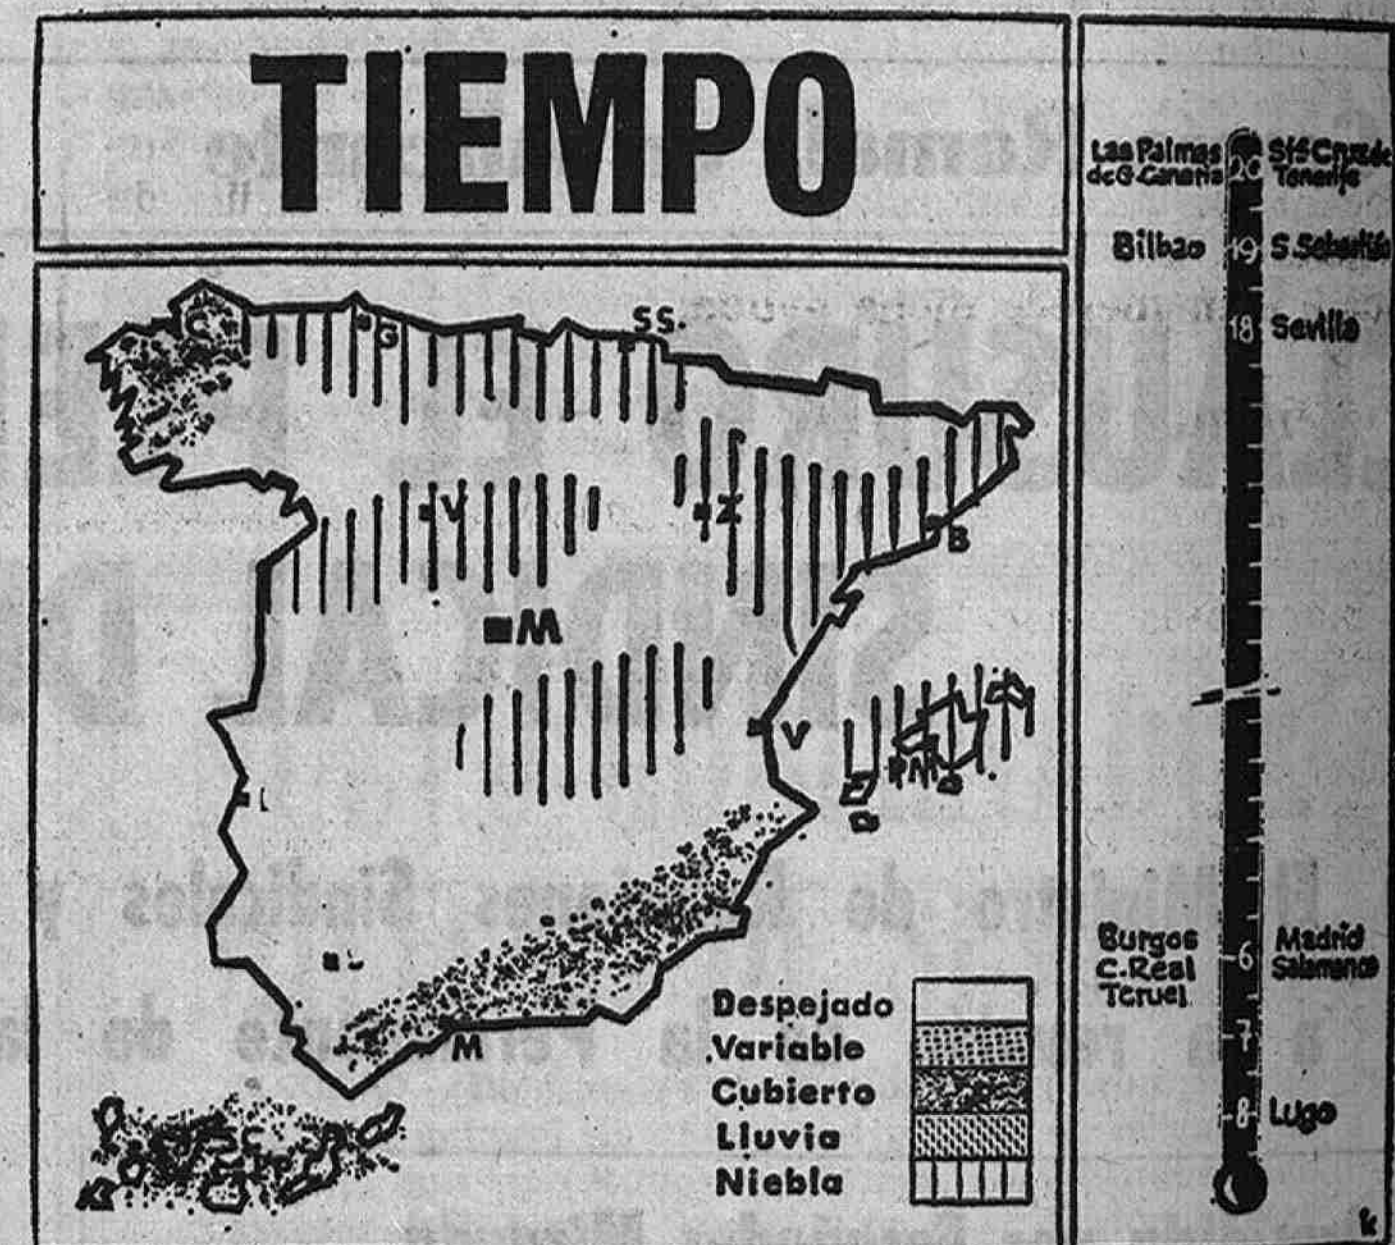 TIEMPO
C
G
SS.
V
Z
B
M
V
PM
L
M
Despejado
Variable
Cubierto
Lluvia
Niebla
Las Palmas
de G. Canaria
20
Sta Cruz de
Tenerife
Bilbao
19
S. Sebastián
18
Sevilla
Burgos
C. Real
Teruel
6
Madrid
Salamanca
7
8
Lugo